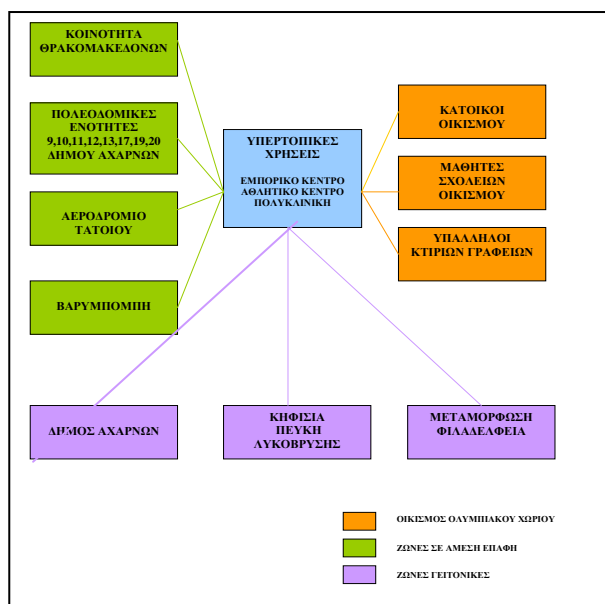 ΚΟΙΝΟΤΗΤΑ
ΘΡΑΚΟΜΑΚΕΔΟΝΩΝ
ΠΟΛΕΟΔΟΜΙΚΕΣ
ΕΝΟΤΗΤΕΣ
9,10,11,12,13,17,19,20
ΔΗΜΟΥ ΑΧΑΡΝΩΝ
ΑΕΡΟΔΡΟΜΙΟ
ΤΑΤΟΙΟΥ
ΒΑΡΥΜΠΟΜΠΗ
ΥΠΕΡΤΟΠΙΚΕΣ
ΧΡΗΣΕΙΣ
ΕΜΠΟΡΙΚΟ ΚΕΝΤΡΟ
ΑΘΛΗΤΙΚΟ ΚΕΝΤΡΟ
ΠΟΛΥΚΛΙΝΙΚΗ
ΚΑΤΟΙΚΟΙ
ΟΙΚΙΣΜΟΥ
ΜΑΘΗΤΕΣ
ΣΧΟΛΕΙΩΝ
ΟΙΚΙΣΜΟΥ
ΥΠΑΛΛΗΛΟΙ
ΚΤΙΡΙΩΝ ΓΡΑΦΕΙΩΝ
ΔΗΜΟΣ ΑΧΑΡΝΩΝ
ΚΗΦΙΣΙΑ
ΠΕΥΚΗ
ΛΥΚΟΒΡΥΣΗΣ
ΜΕΤΑΜΟΡΦΩΣΗ
ΦΙΛΑΔΕΛΦΕΙΑ
ΟΙΚΙΣΜΟΣ ΟΛΥΜΠΙΑΚΟΥ ΧΩΡΙΟΥ
ΖΩΝΕΣ ΣΕ ΑΜΕΣΗ ΕΠΑΦΗ
ΖΩΝΕΣ ΓΕΙΤΟΝΙΚΕΣ